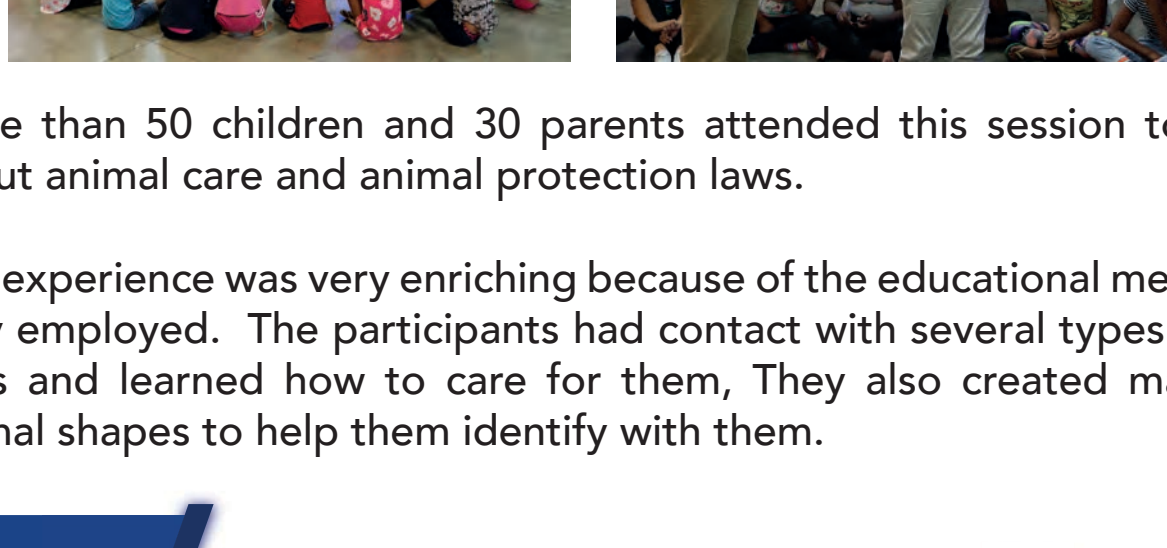 e than 50 children and 30 parents attended this session to
ut animal care and animal protection laws.
experience was very enriching because of the educational me
employed. The participants had contact with several types
s and learned how to care for them, They also created ma
nal shapes to help them identify with them.